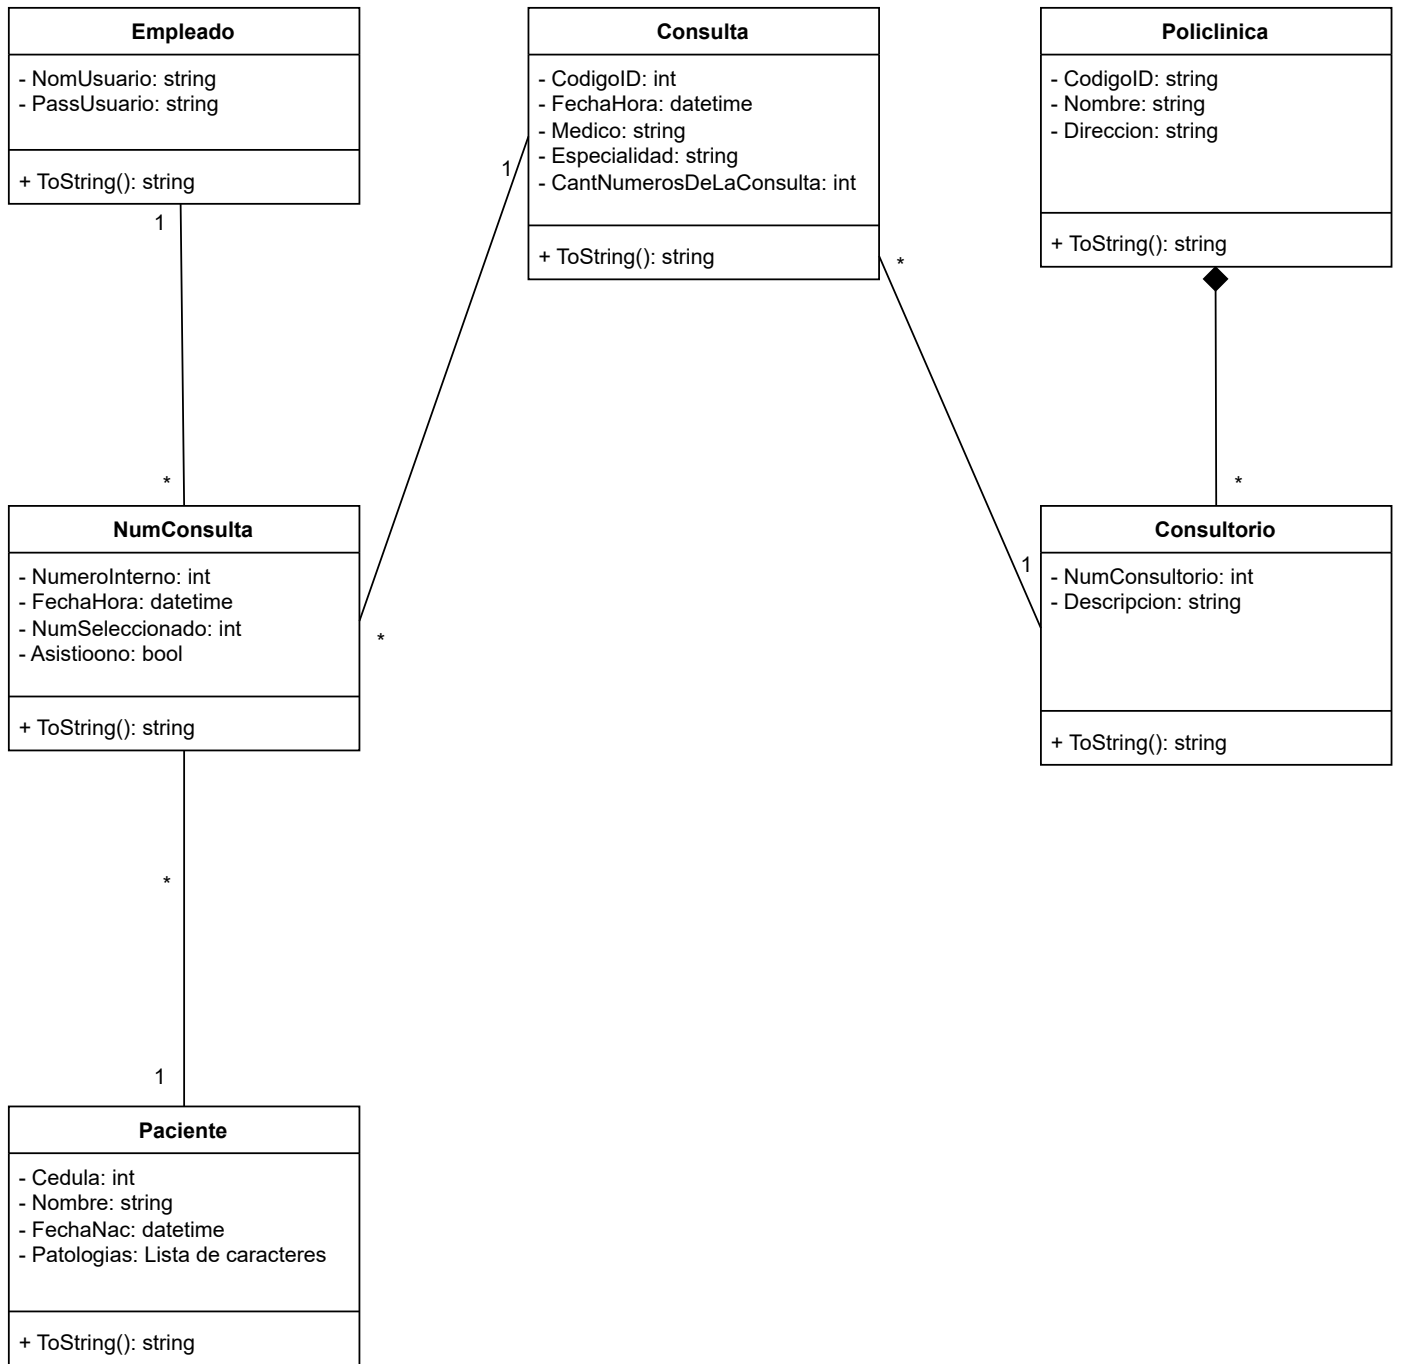 Empleado
- NomUsuario: string
- PassUsuario: string
+ ToString(): string
1
*
Consulta
- CodigoID: int
- FechaHora: datetime
- Medico: string
- Especialidad: string
- CantNumerosDeLaConsulta: int
+ ToString(): string
1
*
*
1
Policlinica
- CodigoID: string
- Nombre: string
- Direccion: string
+ ToString(): string
*
NumConsulta
- NumeroInterno: int
- FechaHora: datetime
- NumSeleccionado: int
- Asistioono: bool
+ ToString(): string
*
1
Consultorio
- NumConsultorio: int
- Descripcion: string
+ ToString(): string
Paciente
- Cedula: int
- Nombre: string
- FechaNac: datetime
- Patologias: Lista de caracteres
+ ToString(): string